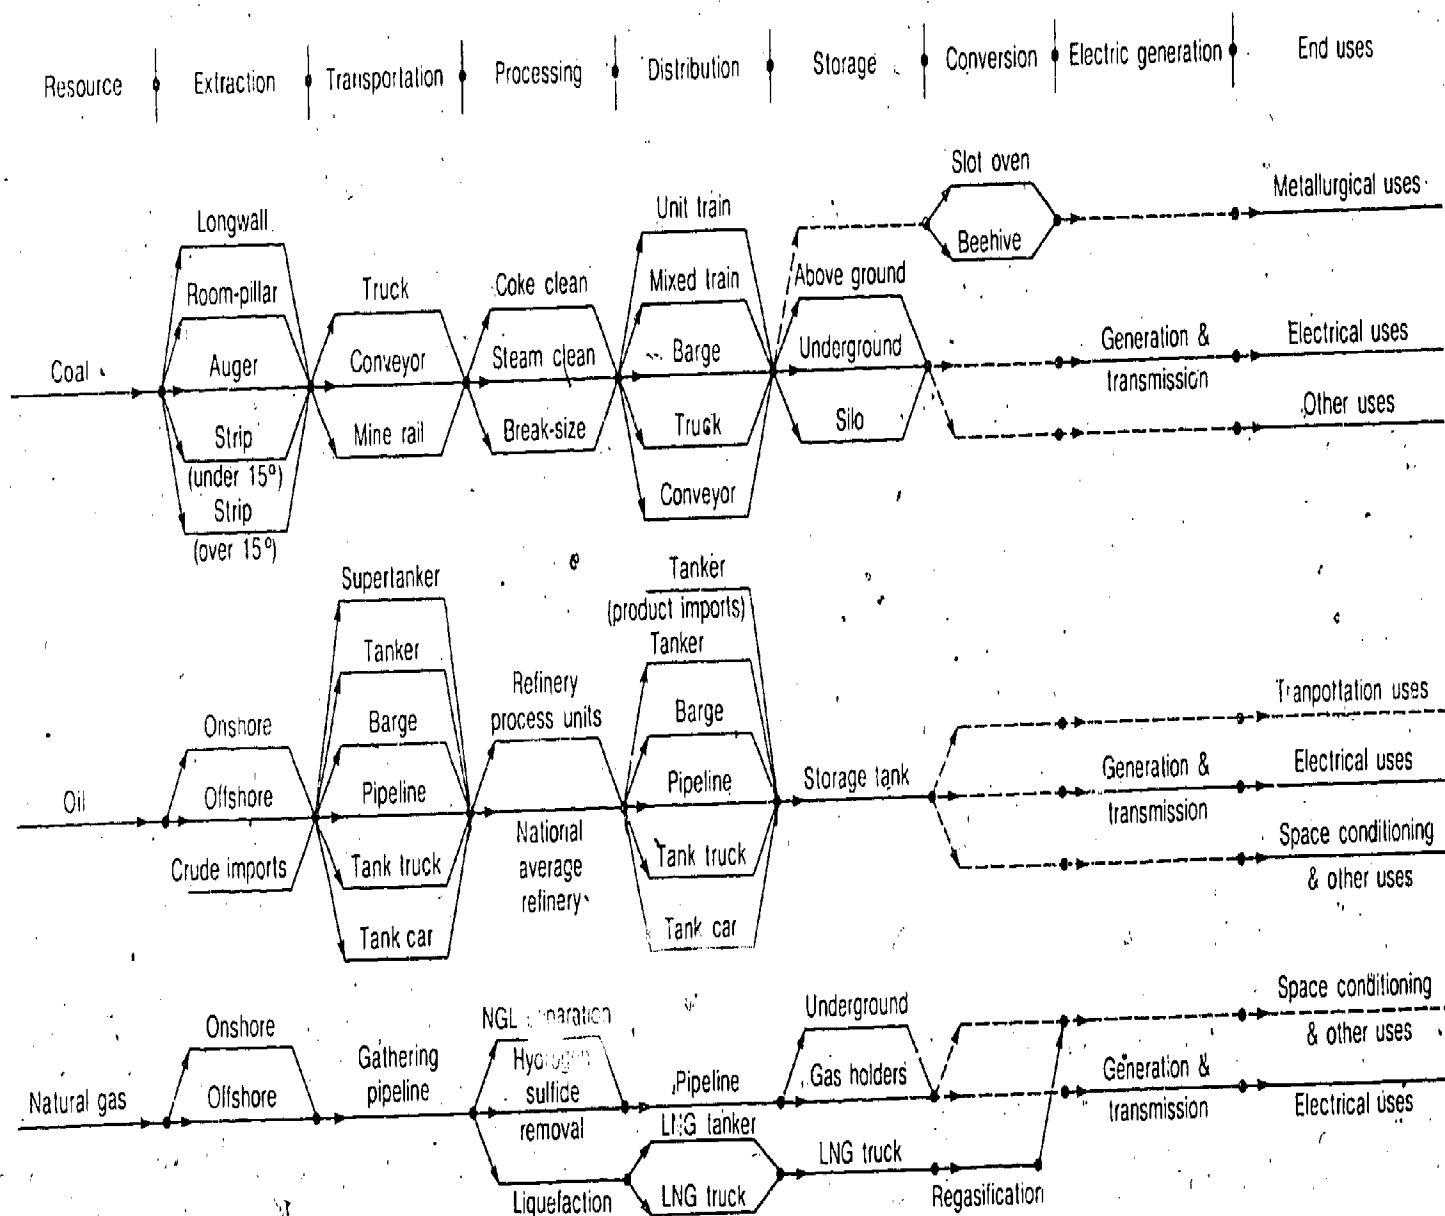 Resource Extraction Transportation Processing Distribution Storage Conversion Electric generation End uses
Coal
Longwall
Room-pillar
Auger
Strip
(under 15º)
Strip
(over 15º)
Truck
Conveyor
Mine rail
Coke clean
Steam clean
Break-size
Unit train
Mixed train
Barge
Truck
Conveyor
Above ground
Underground
Silo
Slot oven
Beehive
Generation &
transmission
Metallurgical uses
Electrical uses
Other uses
Oil
Onshore
Offshore
Crude imports
Supertanker
Tanker
Barge
Pipeline
Tank truck
Tank car
Refinery
process units
National
average
refinery
Tanker
(product imports)
Tanker
Barge
Pipeline
Tank truck
Tank car
Storage tank
Generation &
transmission
Tranpottation uses
Electrical uses
Space conditioning
& other uses
Natural gas
Onshore
Offshore
Gathering
pipeline
NGL
Hydrogen
sulfide
removal
Liquefaction
Pipeline
LNG tanker
LNG truck
Underground
Gas holders
LNG truck
Regasification
Generation &
transmission
Space conditioning
& other uses
Electrical uses